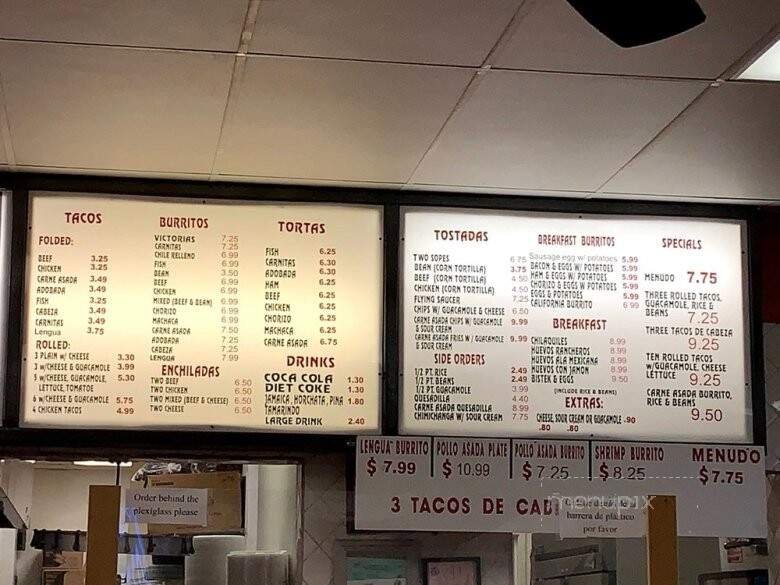 TACOS
FOLDED:
BEEF 3.25
CHICKEN 3.25
CARNE ASADA 3.49
ADOBADA 3.49
FISH 3.25
CABEZA 3.49
CARNITAS 3.49
Lengua 3.75
ROLLED:
3 PLAIN W/ CHEESE 3.30
3 W/CHEESE & GUACAMOLE 3.99
5 W/CHEESE, GUACAMOLE, 5.30
LETTUCE, TOMATOE
6 W/CHEESE & GUACAMOLE 5.75
4 CHICKEN TACOS 4.99
BURRITOS
VICTORIAS 7.25
CARNITAS 7.25
CHILE RELLENO 6.99
FISH 6.99
BEAN 3.50
BEEF 6.99
CHICKEN 6.99
MIXED (BEEF & BEAN) 6.99
CHORIZO 6.99
MACHACA 6.99
CARNE ASADA 7.50
ADOBADA 7.25
CABEZA 7.25
LENGUA 7.99
ENCHILADAS
TWO BEEF 6.50
TWO CHICKEN 6.50
TWO MIXED (BEEF & CHEESE) 6.50
TWO CHEESE 6.50
TORTAS
FISH 6.25
CARNITAS 6.30
ADOBADA 6.30
HAM 6.25
BEEF 6.25
CHICKEN 6.25
CHORIZO 6.25
MACHACA 6.25
CARNE ASADA 6.75
DRINKS
COCA COLA 1.30
DIET COKE 1.30
JAMAICA, HORCHATA, PINA 1.80
TAMARINDO
LARGE DRINK 2.40
TOSTADAS
TWO SOPES 6.75
BEAN (CORN TORTILLA) 3.75
BEEF (CORN TORTILLA) 4.50
CHICKEN (CORN TORTILLA) 4.50
FLYING SAUCER 7.25
CHIPS W/ GUACAMOLE & CHEESE 6.50
CARNE ASADA CHIPS W/ GUACAMOLE 9.99
& SOUR CREAM
CARNE ASADA FRIES W/ GUACAMOLE 9.99
& SOUR CREAM
SIDE ORDERS
1/2 PT. RICE 2.49
1/2 PT. BEANS 2.49
1/2 PT. GUACAMOLE 3.99
QUESADILLA 4.40
CARNE ASADA QUESADILLA 8.99
CHIMICHANGA W/ SOUR CREAM 7.75
BREAKFAST BURRITOS
Sausage egg w/ potatoes 5.99
BACON & EGGS W/ POTATOES 5.99
HAM & EGGS W/ POTATOES 5.99
CHORIZO & EGGS W/ POTATOES 5.99
EGGS & POTATOES 5.99
CALIFORNIA BURRITO 6.99
BREAKFAST
CHILAQUILES 8.99
HUEVOS RANCHEROS 8.99
HUEVOS ALA MEXICANA 8.99
HUEVOS CON JAMON 8.99
BISTEK & EGGS 9.50
(INCLUDE RICE & BEANS)
EXTRAS:
CHEESE, SOUR CREAM OR GUACAMOLE .90
.80 .80
SPECIALS
MENUDO 7.75
THREE ROLLED TACOS,
GUACAMOLE, RICE &
BEANS 7.25
THREE TACOS DE CABEZA
9.25
TEN ROLLED TACOS
W/GUACAMOLE, CHEESE
LETTUCE 9.25
CARNE ASADA BURRITO,
RICE & BEANS
9.50
LENGUA BURRITO
$ 7.99
POLLO ASADA PLATE
$ 10.99
POLLO ASADA BURRITO
$ 7.25
SHRIMP BURRITO
$ 8.25
MENUDO
$7.75
3 TACOS DE CABE
Order behind the
plexiglass please
barrera de plástico
por favor
menupix